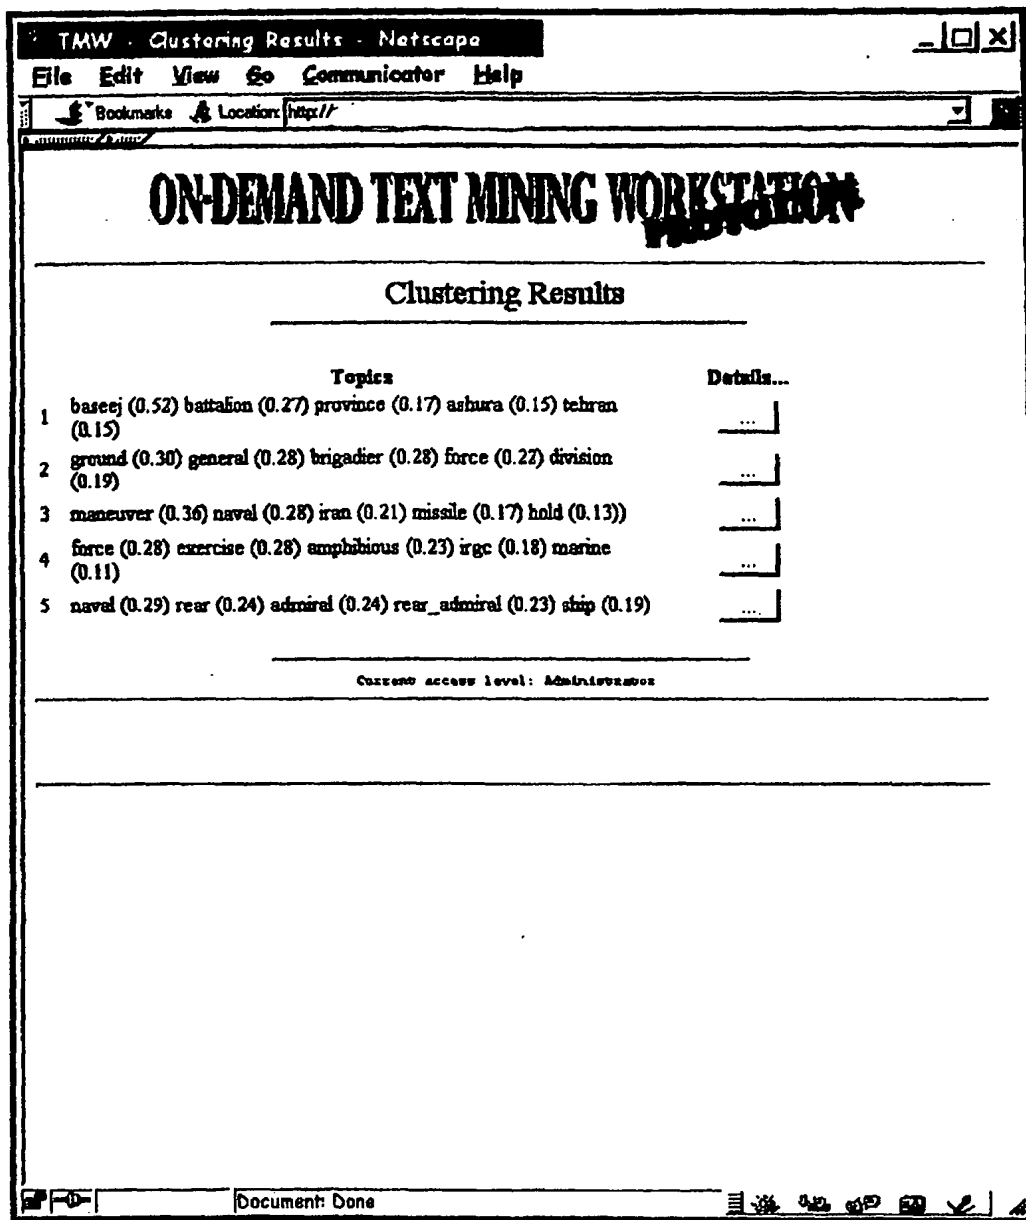 TMW - Clustering Results - Netscape
File Edit View Go Communicator Help
Bookmarks Location: http://
ON-DEMAND TEXT MINING WORKSTATION
Clustering Results
Topics Details...
1 baseej (0.52) battalion (0.27) province (0.17) ashura (0.15) tehran
(0.15)
...
2 ground (0.30) general (0.28) brigadier (0.28) force (0.22) division
(0.19)
...
3 maneuver (0.36) naval (0.28) iran (0.21) missile (0.17) hold (0.13))
...
4 force (0.28) exercise (0.28) amphibious (0.23) irgc (0.18) marine
(0.11)
...
5 naval (0.29) rear (0.24) admiral (0.24) rear_admiral (0.23) ship (0.19)
...
Current access level: Administrator
Document: Done